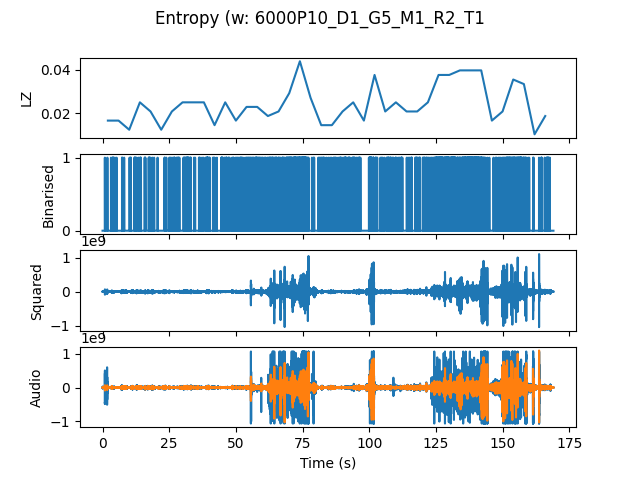 Entropy (w: 6000P10_D1_G5_M1_R2_T1
0.04
0.02
LZ
1
0
Binarised
1e9
1
0
−1
Squared
1e9
1
0
−1
Audio
0 25 50 75 100 125 150 175
Time (s)